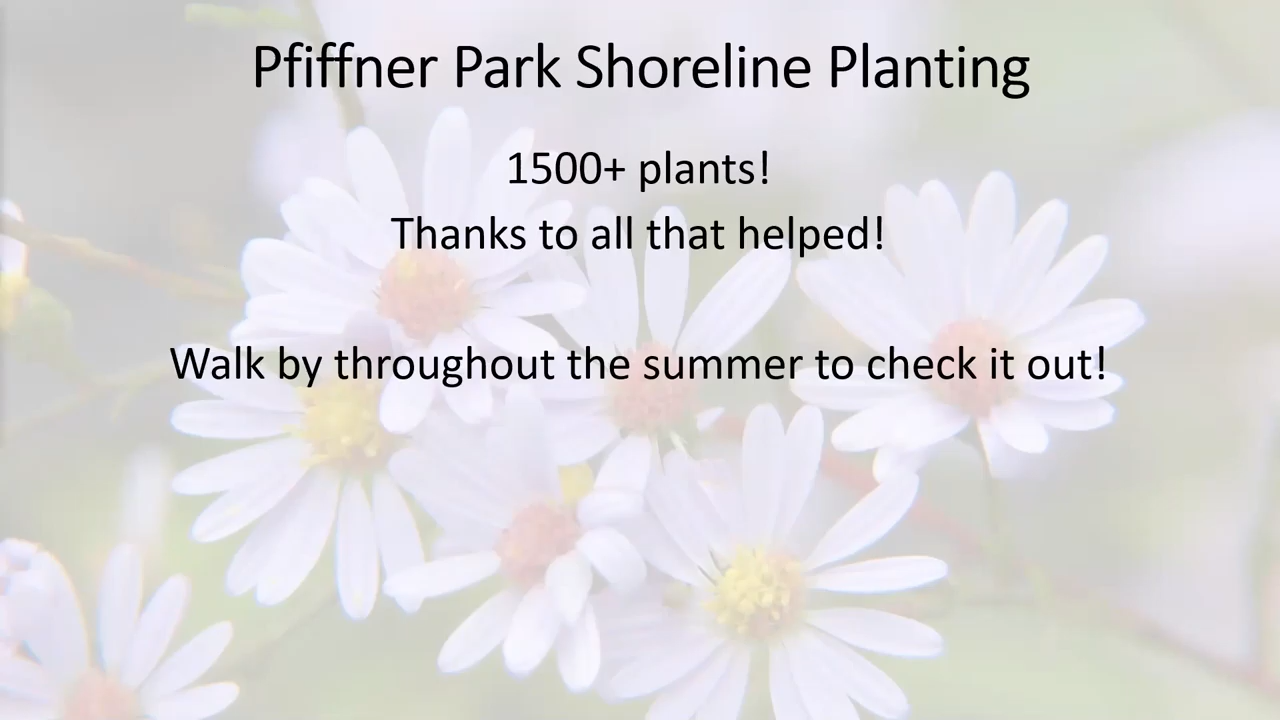 Pfiffner Park Shoreline Planting
1500+ plants!
Thanks to all that helped!
Walk by throughout the summer to check it out!